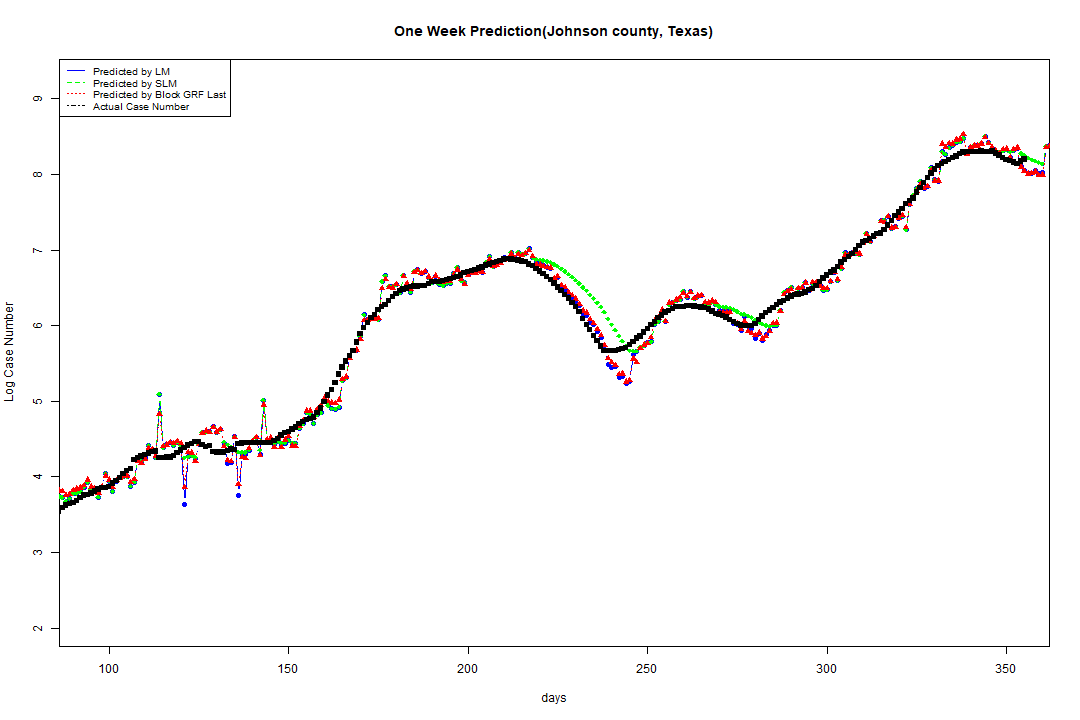 One Week Prediction(Johnson county, Texas)
Predicted by LM
Predicted by SLM
Predicted by Block GRF Last
Actual Case Number
9
8
7
6
5
4
3
2
Log Case Number
100 150 200 250 300 350
days